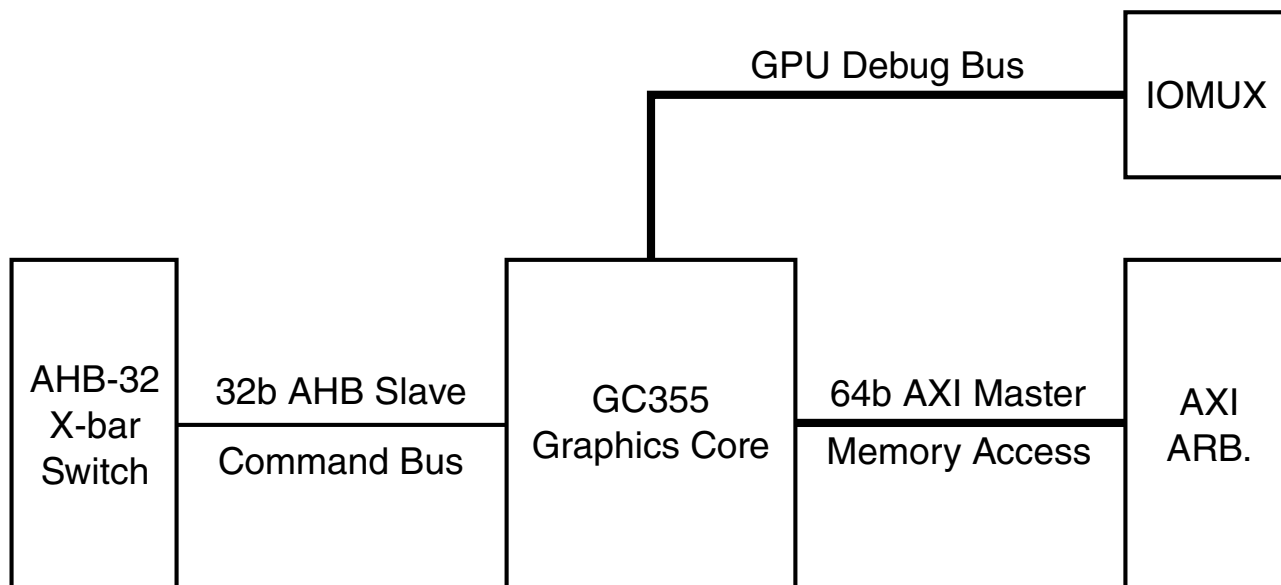 GPU Debug Bus
IOMUX
AHB-32
X-bar
Switch
32b AHB Slave
Command Bus
GC355
Graphics Core
64b AXI Master
Memory Access
AXI
ARB.